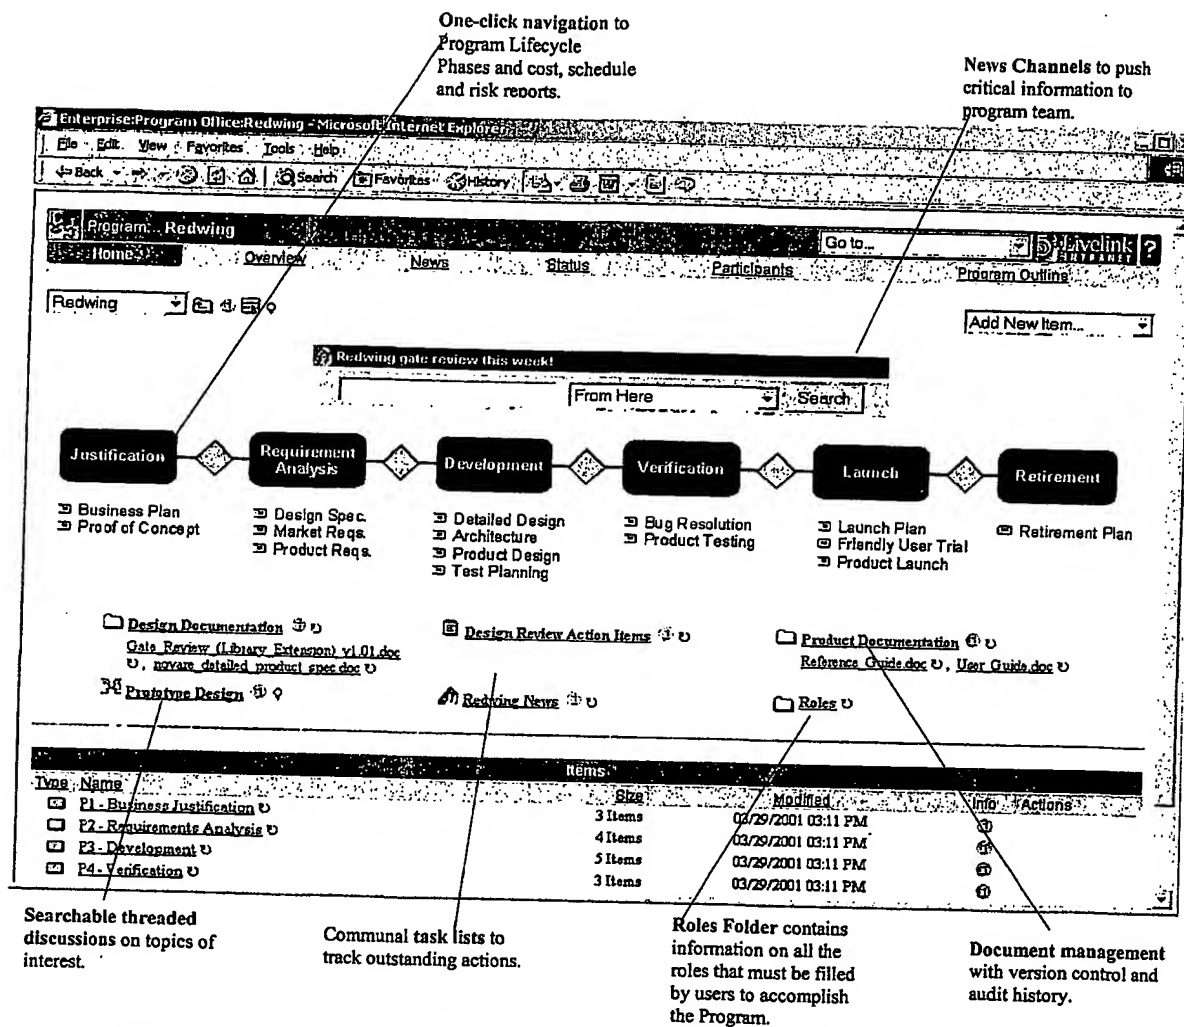 One-click navigation to
Program Lifecycle
Phases and cost, schedule
and risk reports.
News Channels to push
critical information to
program team.
Enterprise:Program Office:Redwing - Microsoft Internet Explorer
File Edit View Favorites Tools Help
Back Search Favorites History
Program... Redwing Go to... Livelink INTRANET ?
Home Overview News Status Participants Program Outline
Redwing
Add New Item...
Redwing gate review this week!
From Here Search
Justification Requirement Analysis Development Verification Launch Retirement
Business Plan
Proof of Concept
Design Spec.
Market Reqs.
Product Reqs.
Detailed Design
Architecture
Product Design
Test Planning
Bug Resolution
Product Testing
Launch Plan
Friendly User Trial
Product Launch
Retirement Plan
Design Documentation
Gate_Review_(Library_Extension)_v1.01.doc
, novare_detailed_product_spec.doc
Prototype Design
Design Review Action Items
Redwing News
Product Documentation
Reference_Guide.doc , User_Guide.doc
Roles
Items
Type Name Size Modified Info Actions
P1 - Business Justification 3 Items 03/29/2001 03:11 PM
P2 - Requirements Analysis 4 Items 03/29/2001 03:11 PM
P3 - Development 5 Items 03/29/2001 03:11 PM
P4 - Verification 3 Items 03/29/2001 03:11 PM
Searchable threaded
discussions on topics of
interest.
Communal task lists to
track outstanding actions.
Roles Folder contains
information on all the
roles that must be filled
by users to accomplish
the Program.
Document management
with version control and
audit history.